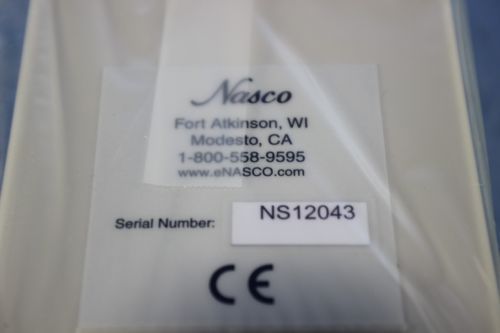 Nasco
Fort Atkinson, WI
Modesto, CA
1-800-558-9595
www.eNASCO.com
Serial Number: NS12043
CE